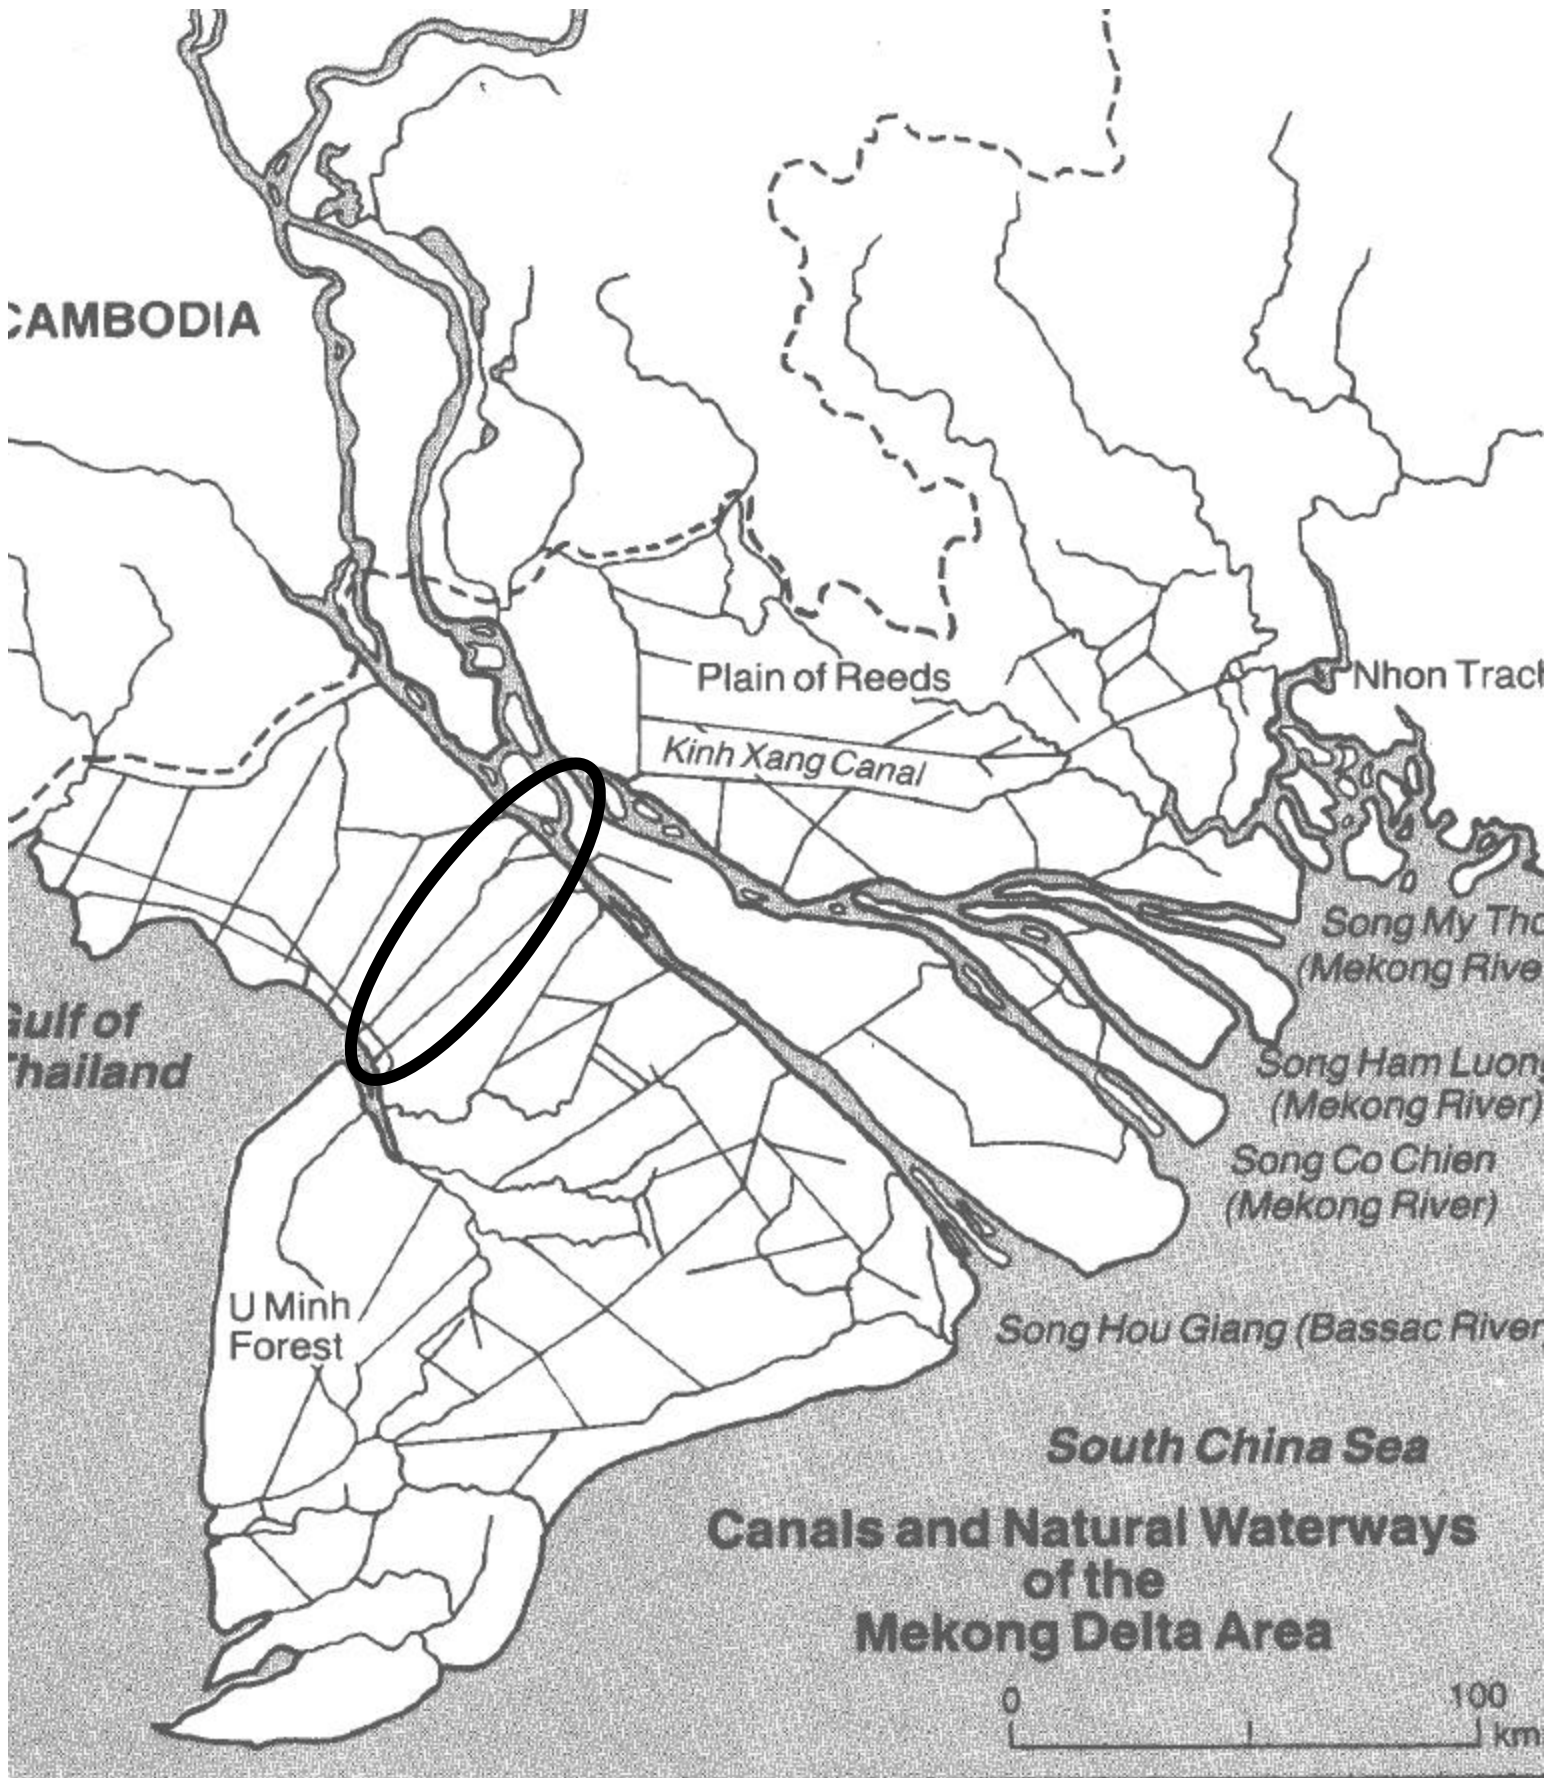 CAMBODIA
Plain of Reeds
Nhon Trach
Kinh Xang Canal
Song My Tho
(Mekong Rive
Gulf of
Thailand
Song Ham Luong
(Mekong River)
Song Co Chien
(Mekong River)
U Minh
Forest
Song Hou Giang (Bassac River)
South China Sea
Canals and Natural Waterways
of the
Mekong Delta Area
0
100
km